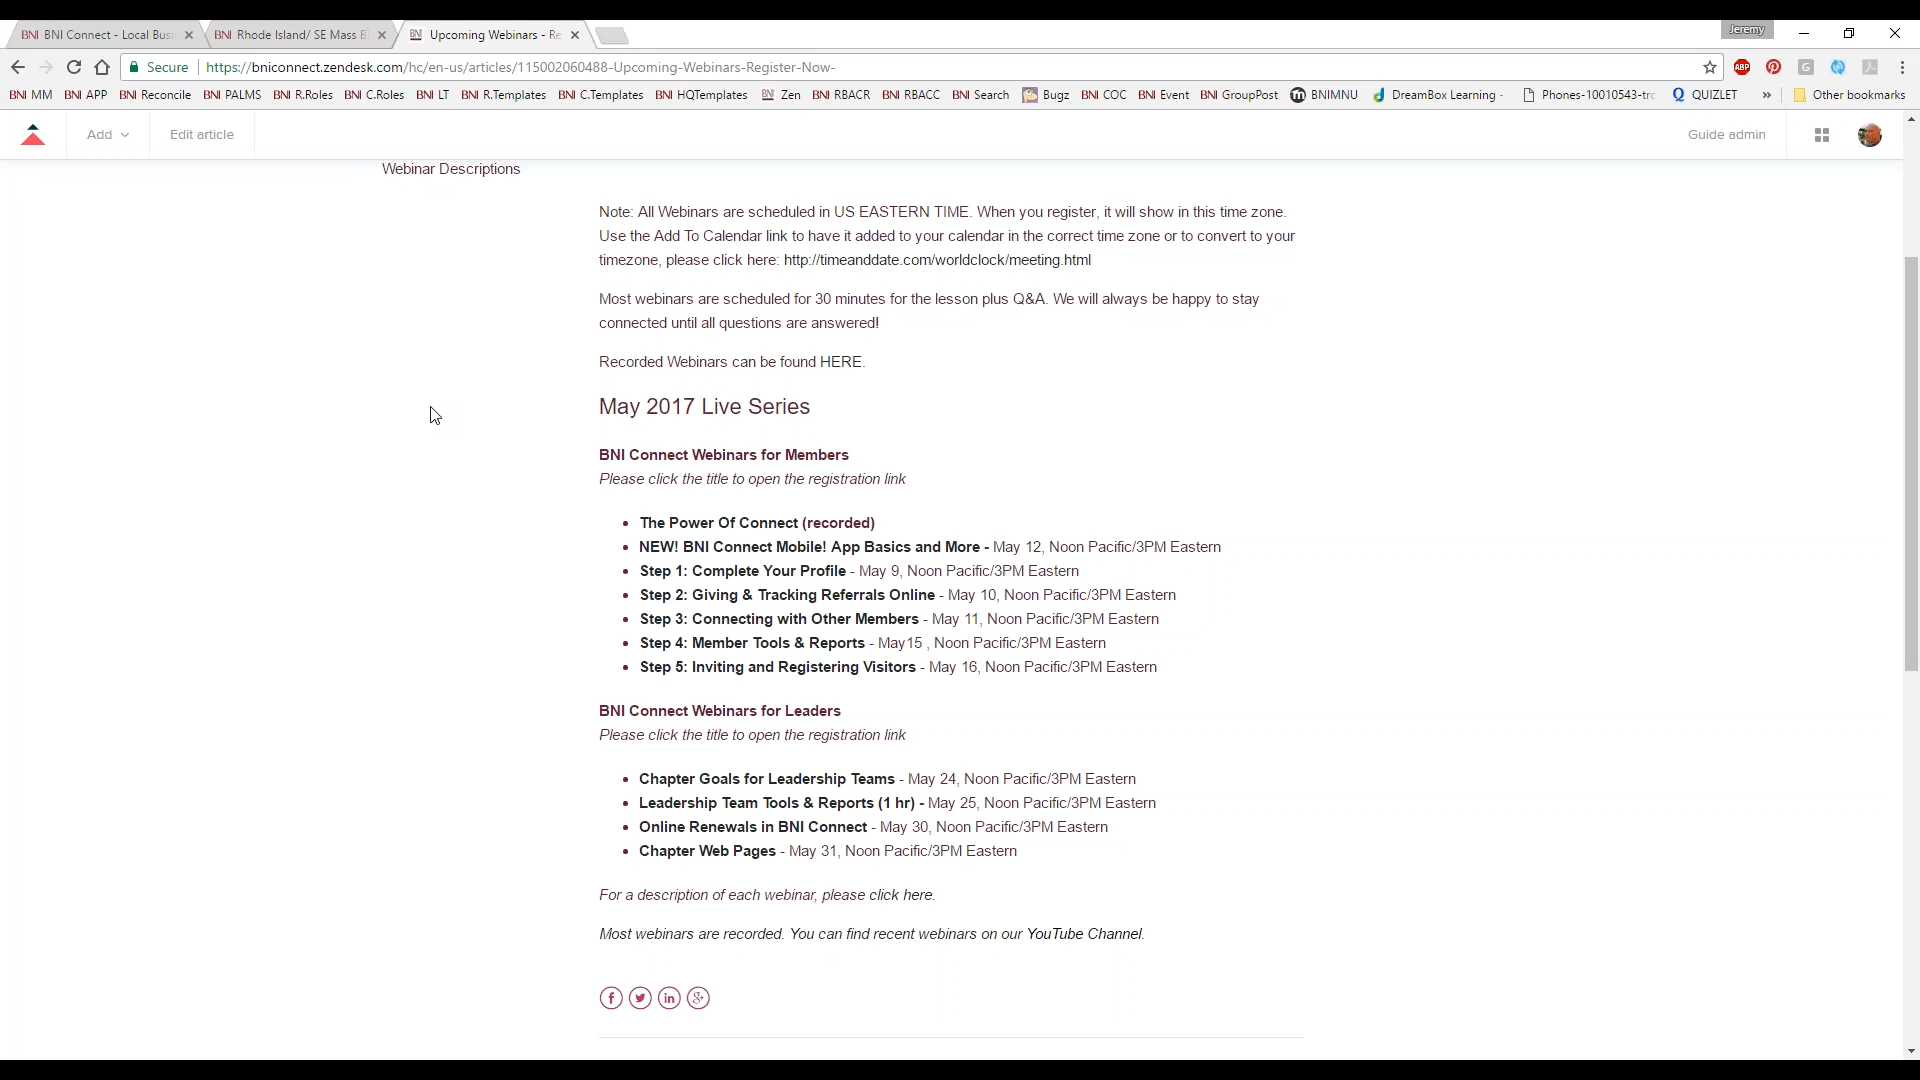 BNI BNI Connect - Local Busi
BNI Rhode Island/ SE Mass B
BNI Upcoming Webinars - Re
Jeremy
Secure https://bniconnect.zendesk.com/hc/en-us/articles/115002060488-Upcoming-Webinars-Register-Now-
ABP
BNI MM BNI APP BNI Reconcile BNI PALMS BNI R.Roles BNI C.Roles BNI LT BNI R.Templates BNI C.Templates BNI HQTemplates BNI Zen BNI RBACR BNI RBACC BNI Search Bugz BNI COC BNI Event BNI GroupPost BNIMNU DreamBox Learning - Phones-10010543-trc QUIZLET » Other bookmarks
Add Edit article Guide admin
Webinar Descriptions
Note: All Webinars are scheduled in US EASTERN TIME. When you register, it will show in this time zone.
Use the Add To Calendar link to have it added to your calendar in the correct time zone or to convert to your
timezone, please click here: http://timeanddate.com/worldclock/meeting.html
Most webinars are scheduled for 30 minutes for the lesson plus Q&A. We will always be happy to stay
connected until all questions are answered!
Recorded Webinars can be found HERE.
May 2017 Live Series
BNI Connect Webinars for Members
Please click the title to open the registration link
• The Power Of Connect (recorded)
• NEW! BNI Connect Mobile! App Basics and More - May 12, Noon Pacific/3PM Eastern
• Step 1: Complete Your Profile - May 9, Noon Pacific/3PM Eastern
• Step 2: Giving & Tracking Referrals Online - May 10, Noon Pacific/3PM Eastern
• Step 3: Connecting with Other Members - May 11, Noon Pacific/3PM Eastern
• Step 4: Member Tools & Reports - May15 , Noon Pacific/3PM Eastern
• Step 5: Inviting and Registering Visitors - May 16, Noon Pacific/3PM Eastern
BNI Connect Webinars for Leaders
Please click the title to open the registration link
• Chapter Goals for Leadership Teams - May 24, Noon Pacific/3PM Eastern
• Leadership Team Tools & Reports (1 hr) - May 25, Noon Pacific/3PM Eastern
• Online Renewals in BNI Connect - May 30, Noon Pacific/3PM Eastern
• Chapter Web Pages - May 31, Noon Pacific/3PM Eastern
For a description of each webinar, please click here.
Most webinars are recorded. You can find recent webinars on our YouTube Channel.